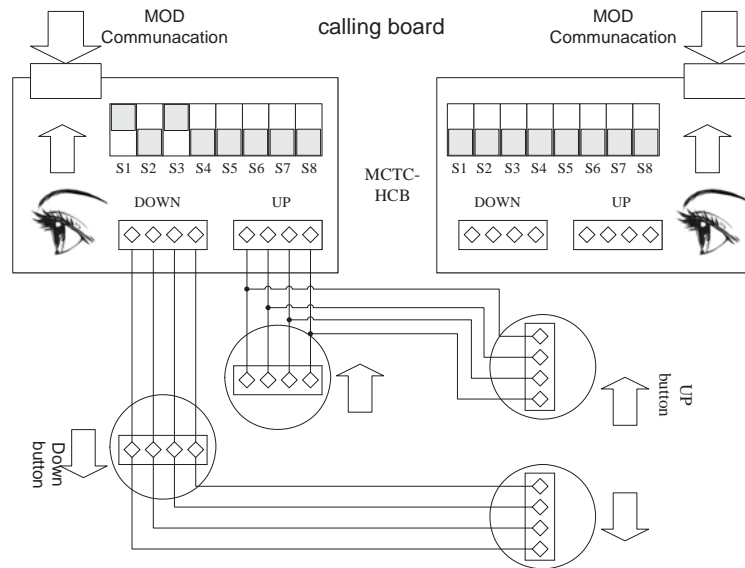 MOD
Communacation
calling board
MOD
Communacation
S1 S2 S3 S4 S5 S6 S7 S8
S1 S2 S3 S4 S5 S6 S7 S8
MCTC-
HCB
DOWN UP
DOWN UP
UP
button
Down
button